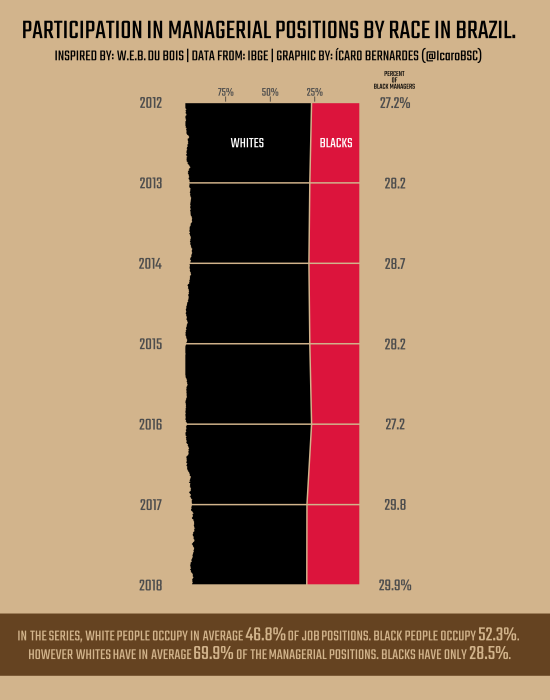 PARTICIPATION IN MANAGERIAL POSITIONS BY RACE IN BRAZIL.
INSPIRED BY: W.E.B. DU BOIS | DATA FROM: IBGE | GRAPHIC BY: ÍCARO BERNARDES (@IcaroBSC)
PERCENT
OF
BLACK MANAGERS
75% 50% 25%
2012 27.2%
WHITES BLACKS
2013 28.2
2014 28.7
2015 28.2
2016 27.2
2017 29.8
2018 29.9%
IN THE SERIES, WHITE PEOPLE OCCUPY IN AVERAGE 46.8% OF JOB POSITIONS. BLACK PEOPLE OCCUPY 52.3%.
HOWEVER WHITES HAVE IN AVERAGE 69.9% OF THE MANAGERIAL POSITIONS. BLACKS HAVE ONLY 28.5%.